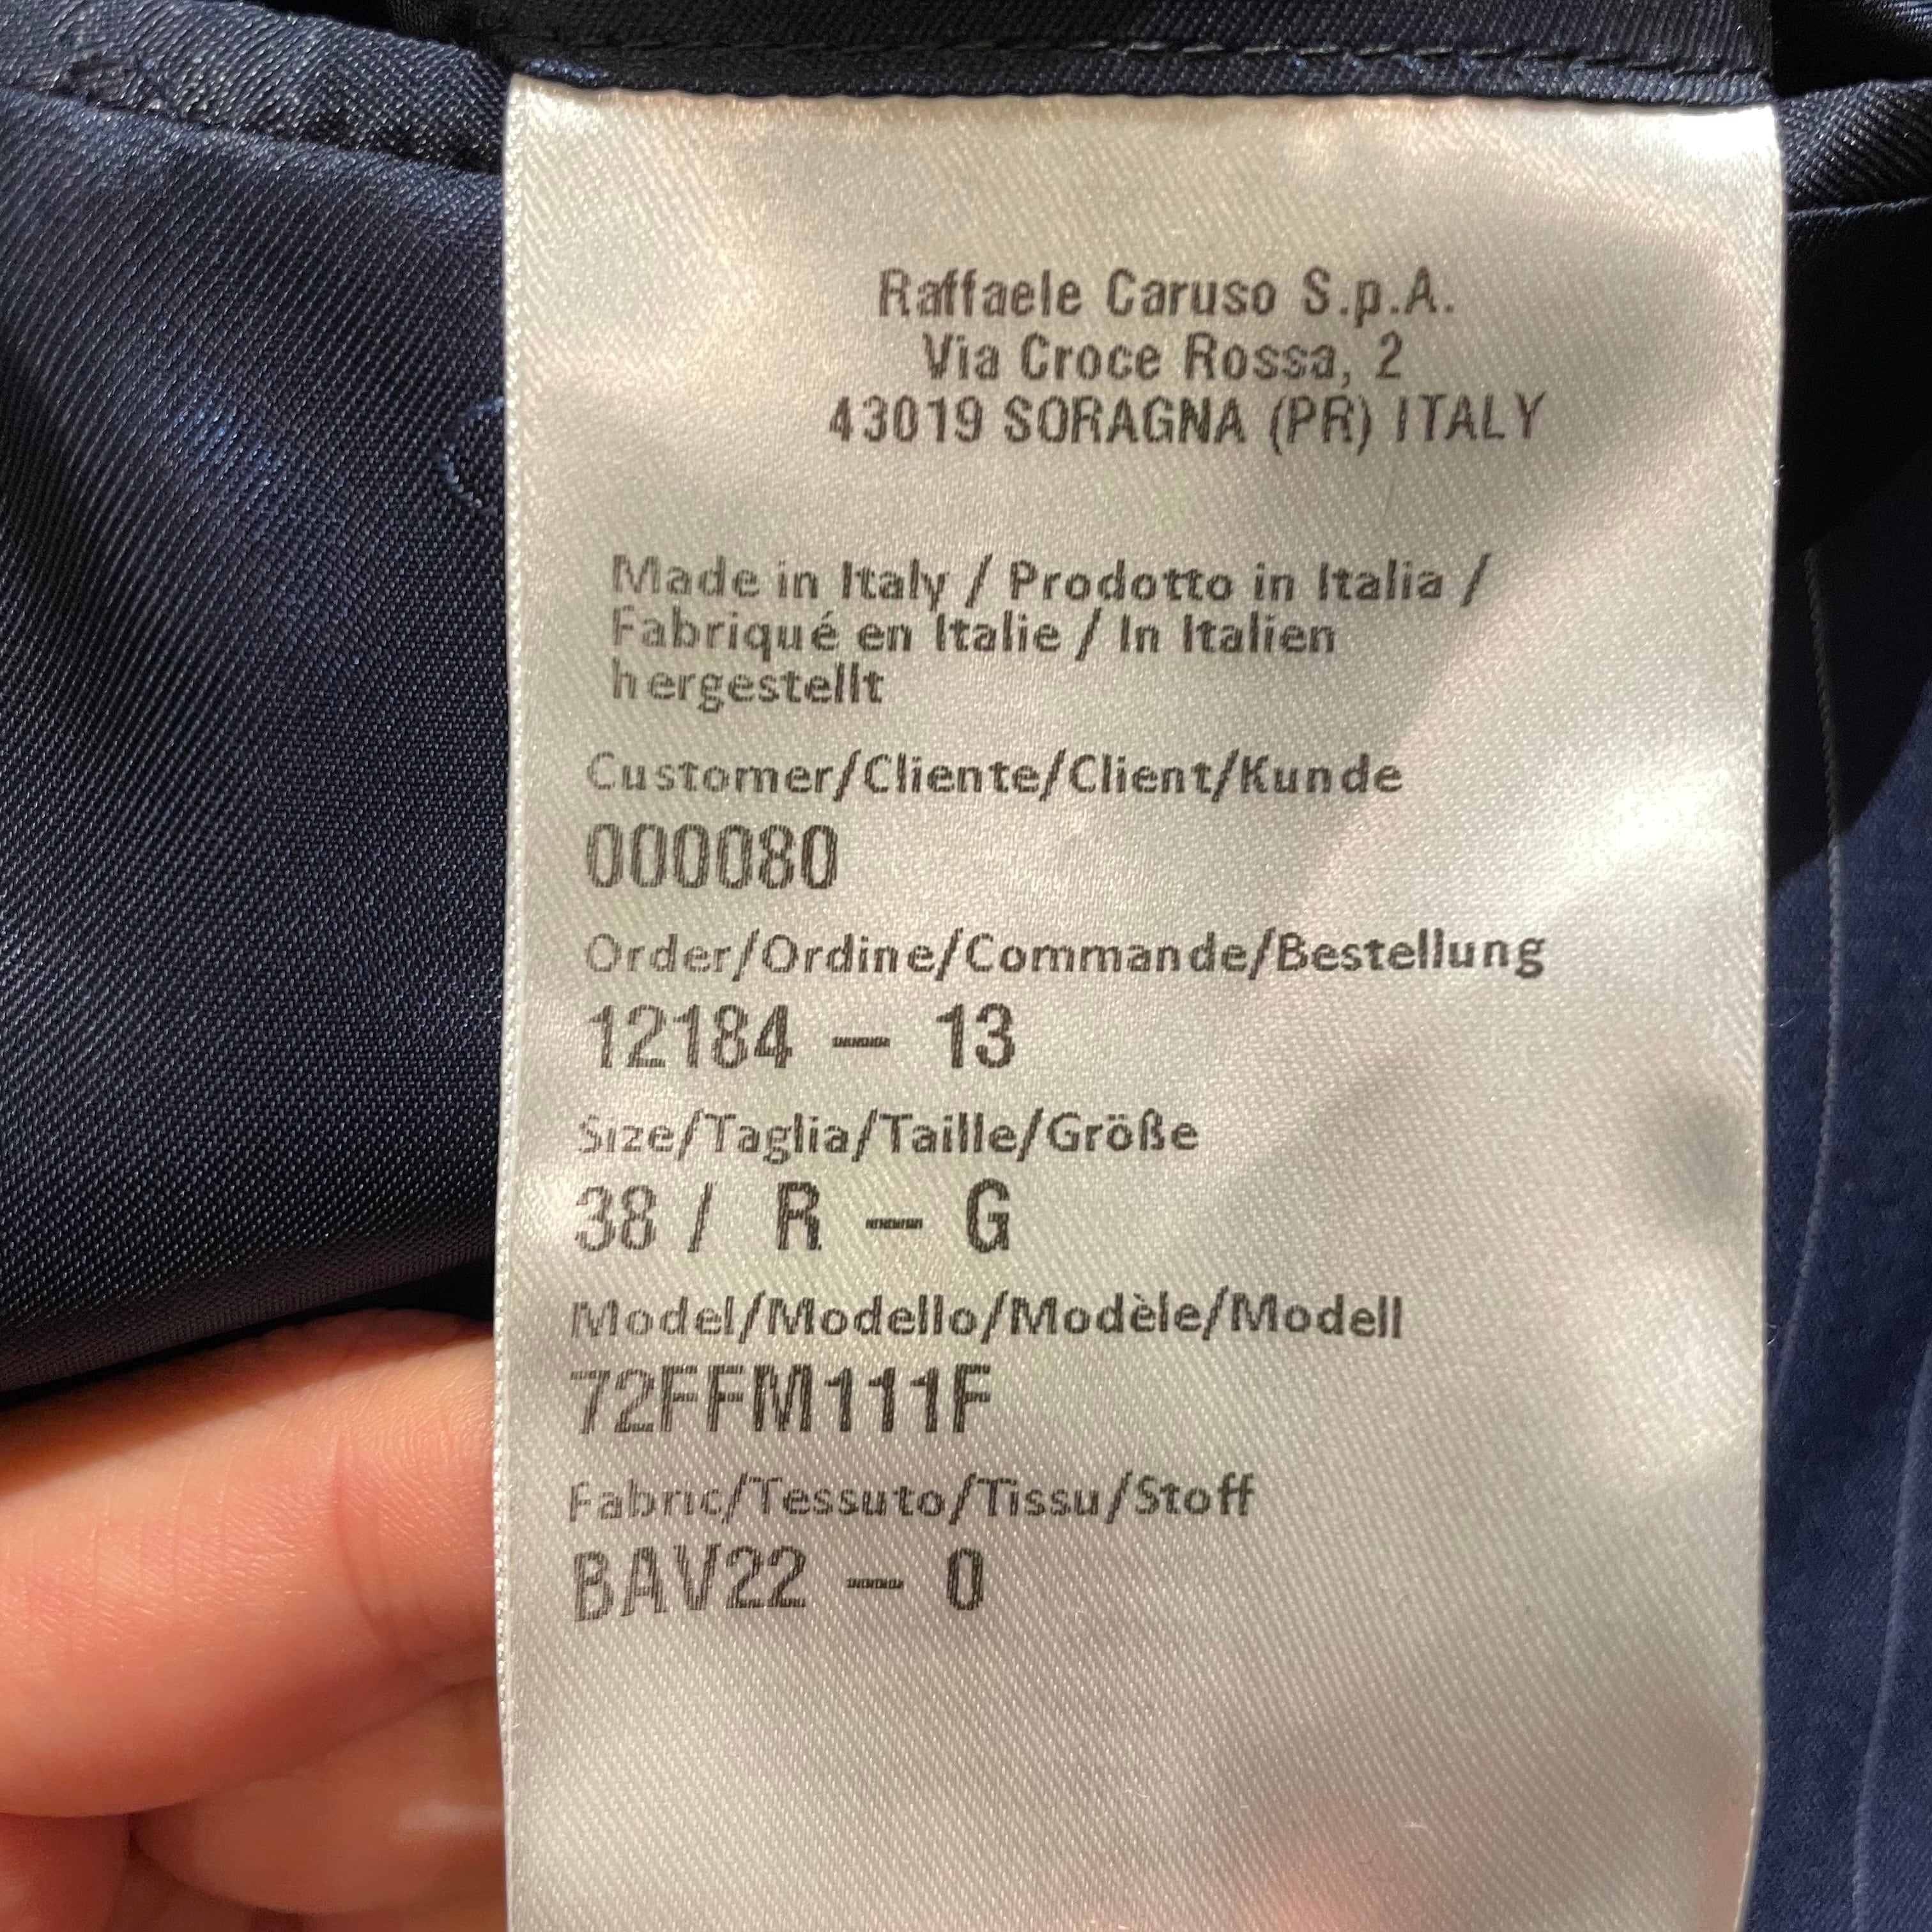 Raffaele Caruso S.p.A.
Via Croce Rossa, 2
43019 SORAGNA (PR) ITALY
Made in Italy / Prodotto in Italia /
Fabriqué en Italie / In Italien
hergestellt
Customer/Cliente/Client/Kunde
000080
Order/Ordine/Commande/Bestellung
12184 – 13
Size/Taglia/Taille/Größe
38 / R – G
Model/Modello/Modèle/Modell
72FFM111F
Fabric/Tessuto/Tissu/Stoff
BAV22 – 0